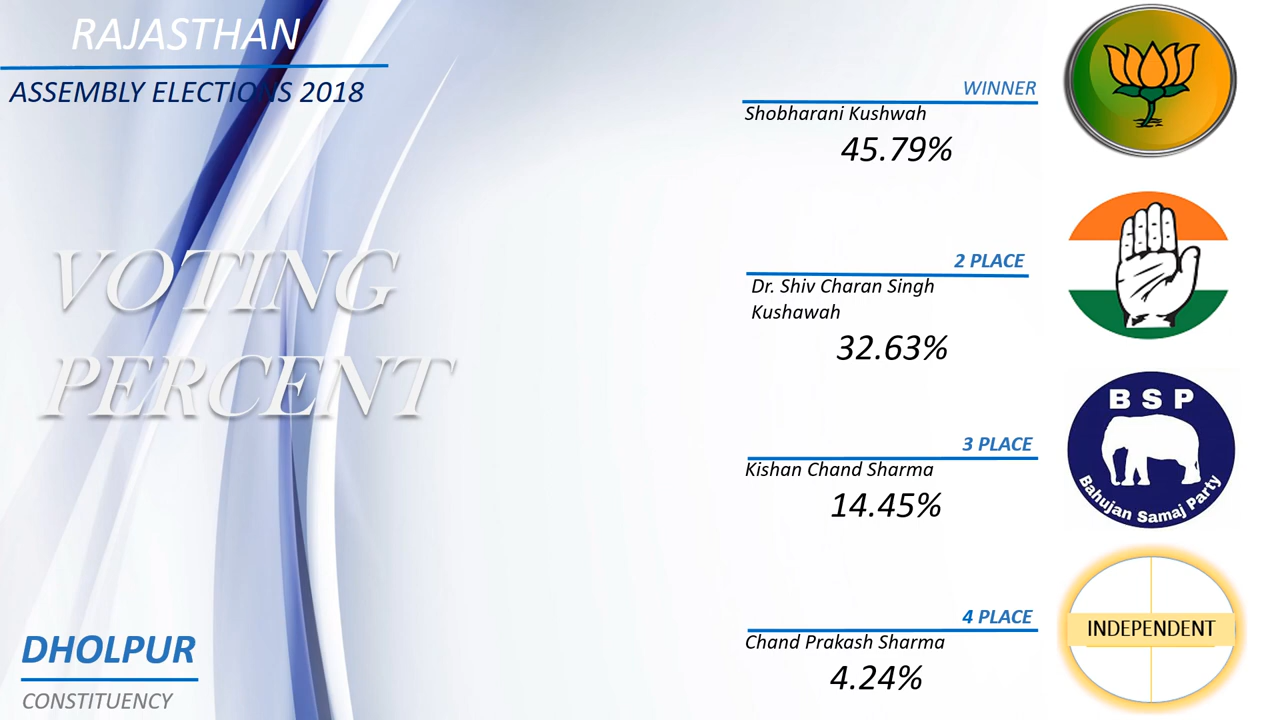 RAJASTHAN
ASSEMBLY ELECTIONS 2018
VOTING
PERCENT
DHOLPUR
CONSTITUENCY
WINNER
Shobharani Kushwah
45.79%
2 PLACE
Dr. Shiv Charan Singh
Kushawah
32.63%
3 PLACE
Kishan Chand Sharma
14.45%
BSP
Bahujan Samaj Party
4 PLACE
Chand Prakash Sharma
4.24%
INDEPENDENT